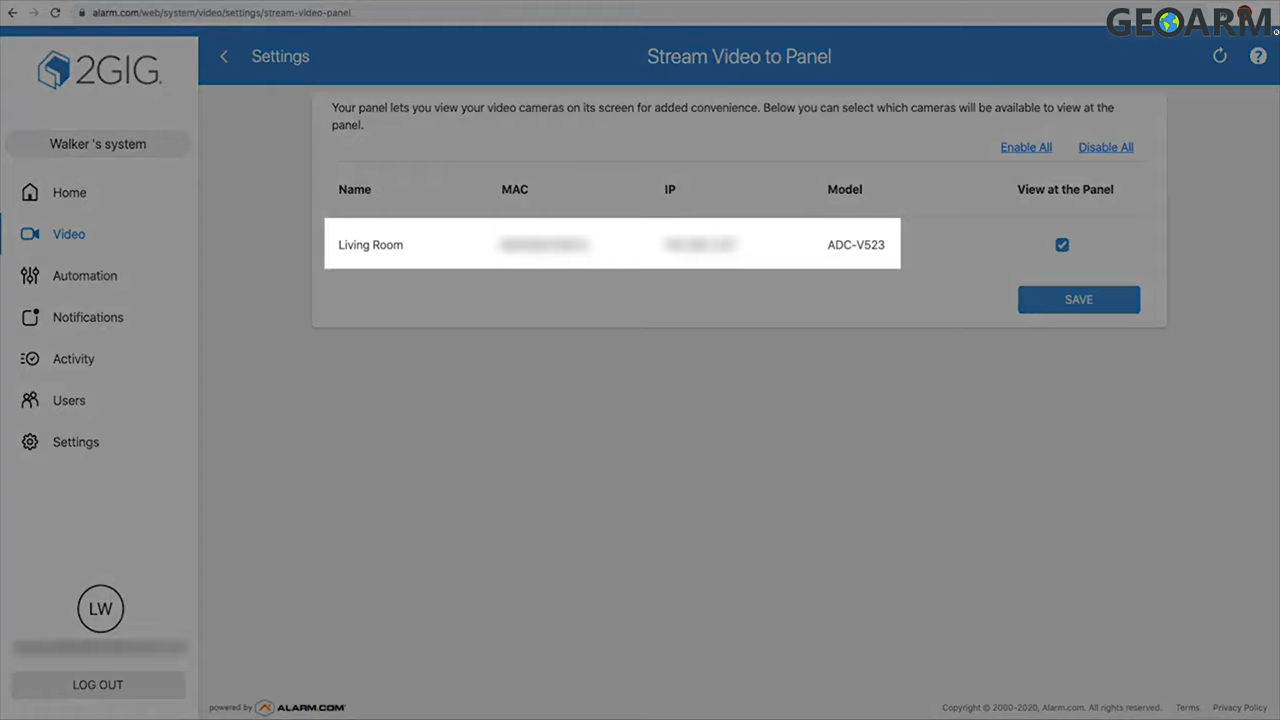 alarm.com/web/system/video/settings/stream-video-panel
GEOARM
2GIG
Settings
Stream Video to Panel
Walker 's system
Home
Video
Automation
Notifications
Activity
Users
Settings
Your panel lets you view your video cameras on its screen for added convenience. Below you can select which cameras will be available to view at the
panel.
Enable All Disable All
Name MAC IP Model View at the Panel
Living Room ADC-V523
SAVE
LW
LOG OUT
powered by ALARM.COM
Copyright © 2000-2020, Alarm.com. All rights reserved. Terms Privacy Policy